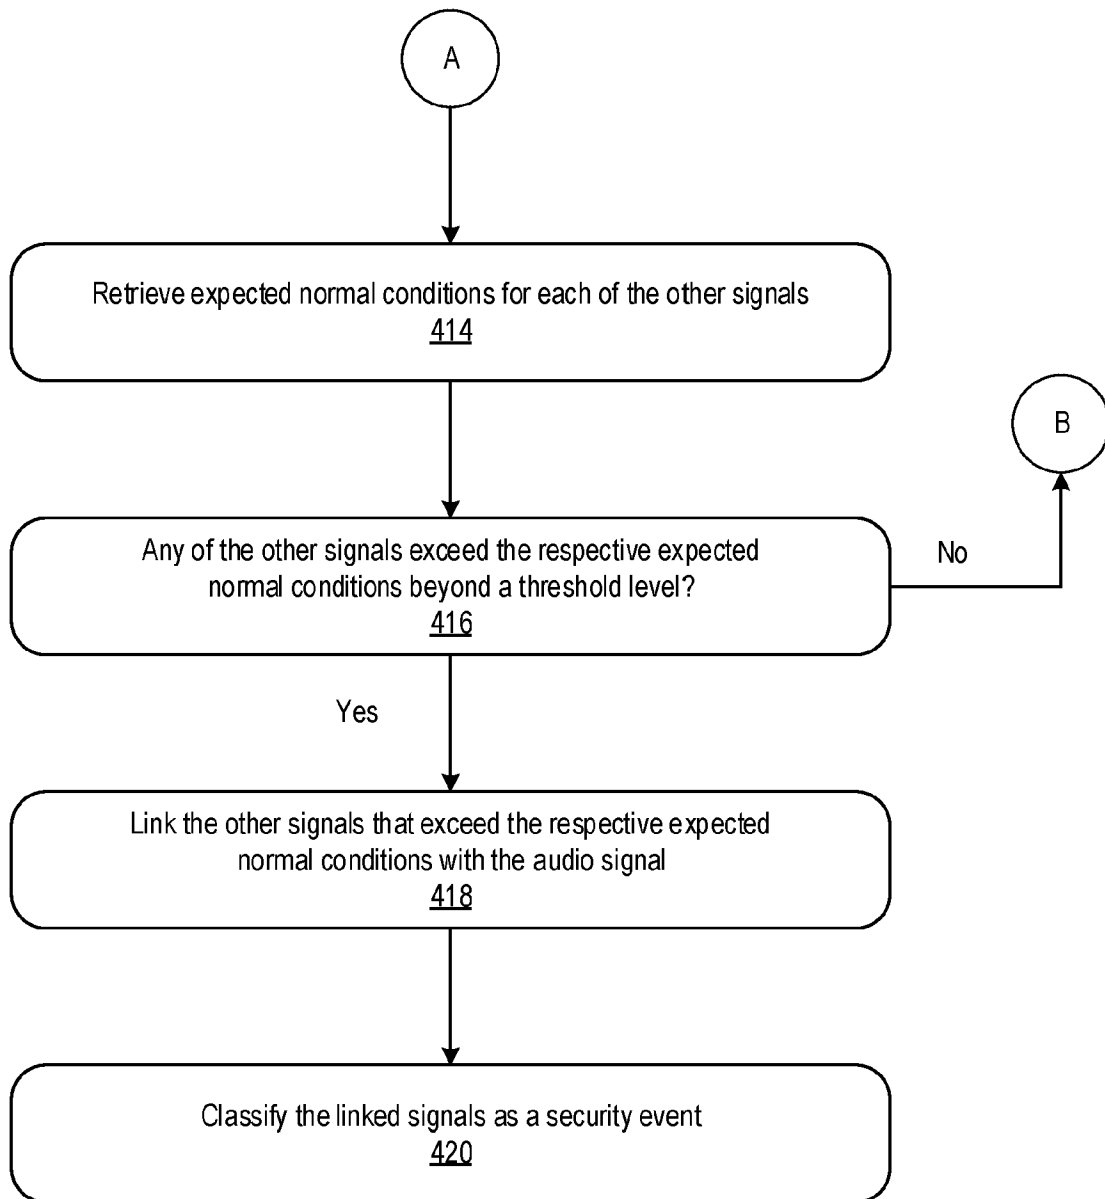 A
Retrieve expected normal conditions for each of the other signals
414
B
Any of the other signals exceed the respective expected
normal conditions beyond a threshold level?
416
No
Yes
Link the other signals that exceed the respective expected
normal conditions with the audio signal
418
Classify the linked signals as a security event
420